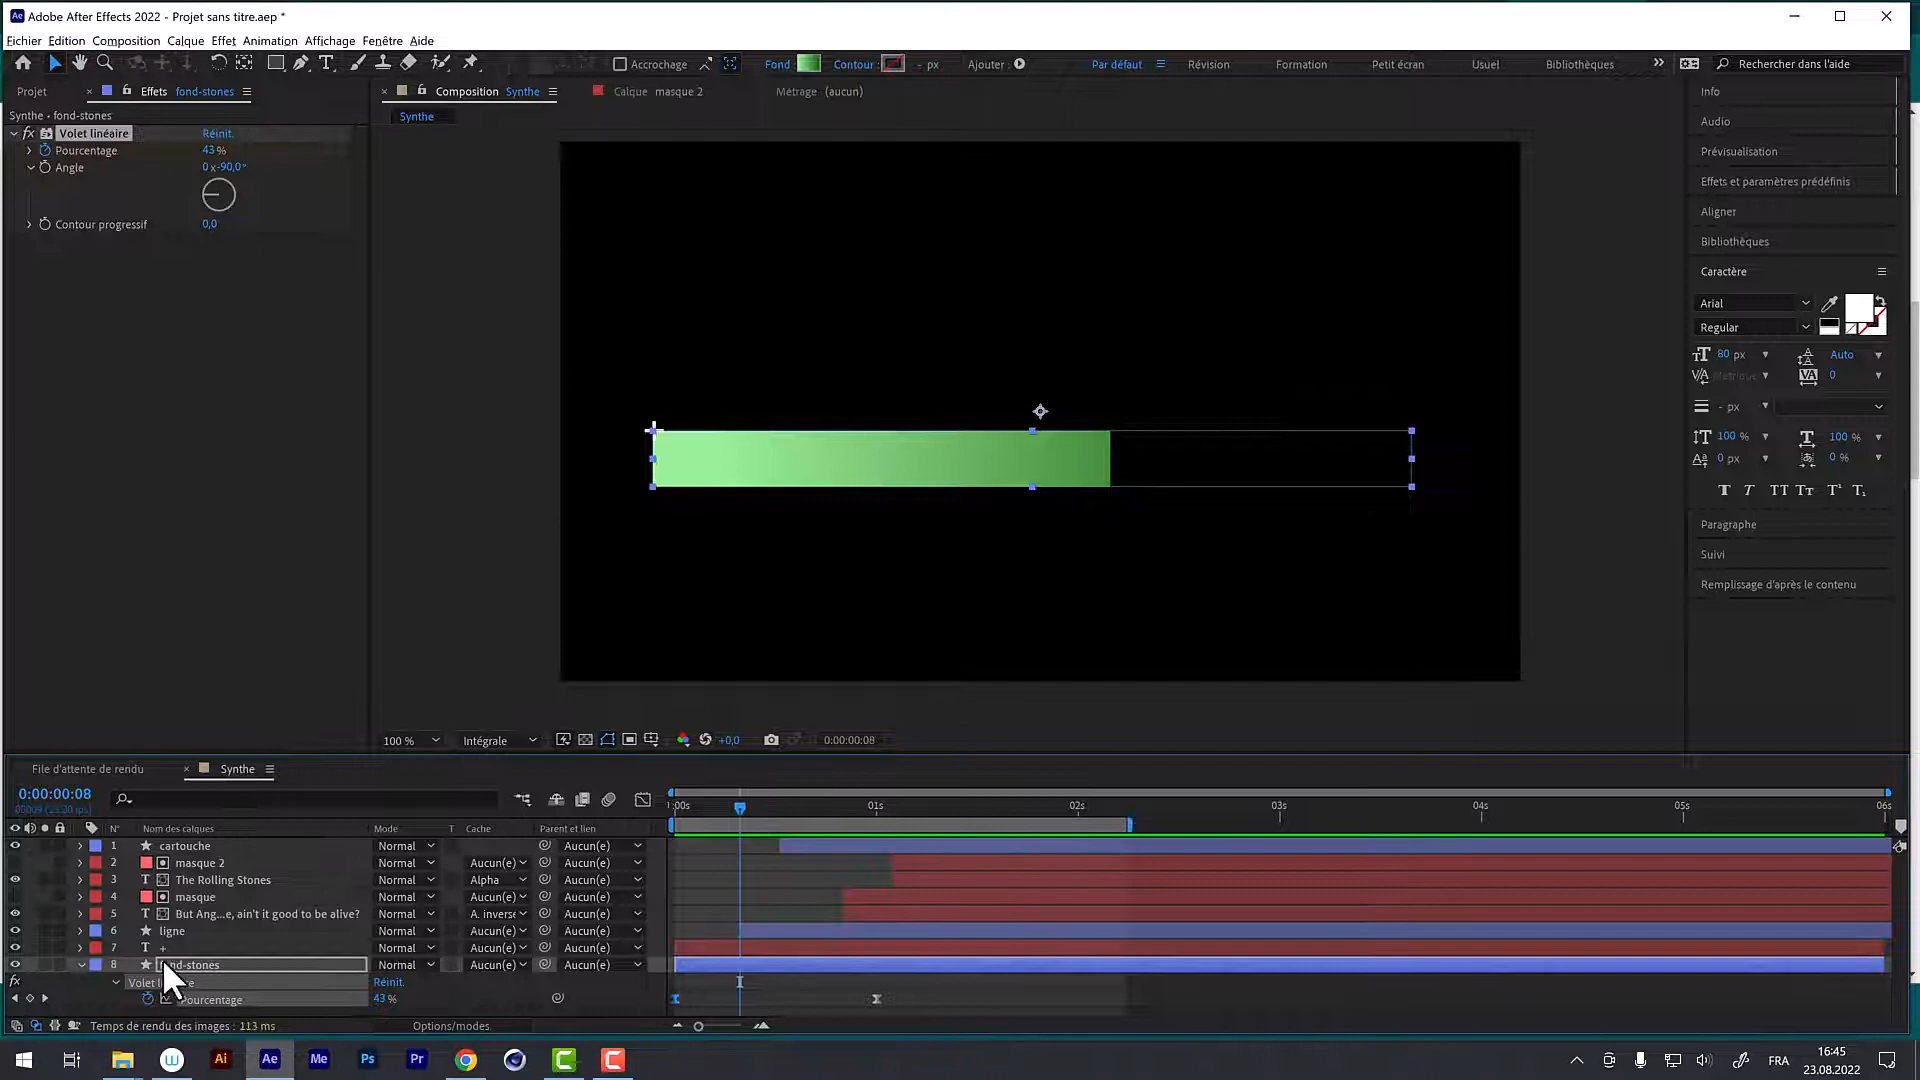 Adobe After Effects 2022 - Projet sans titre.aep *
Fichier Edition Composition Calque Effet Animation Affichage Fenêtre Aide
Accrochage Fond : Contour : - px Ajouter : Par défaut Révision Formation Petit écran Usuel Bibliothèques Rechercher dans l'aide
Projet Effets fond-stones Composition Synthe Calque masque 2 Métrage (aucun)
Synthe • fond-stones
Synthe
fx Volet linéaire Réinit.
Pourcentage 43 %
Angle 0 x-90,0°
Contour progressif 0,0
Info
Audio
Prévisualisation
Effets et paramètres prédéfinis
Aligner
Bibliothèques
Caractère
Arial
Regular
80 px Auto
Métrique 0
- px
100 % 100 %
0 px 0 %
Paragraphe
Suivi
Remplissage d'après le contenu
100 % Intégrale +0,0 0:00:00:08
File d'attente de rendu Synthe
0:00:00:08
1:00s 01s 02s 03s 04s 05s 06s
N° Nom des calques Mode T Cache Parent et lien
1 cartouche Normal Aucun(e)
2 masque 2 Normal Aucun(e) Aucun(e)
3 T The Rolling Stones Normal Alpha Aucun(e)
4 masque Normal Aucun(e) Aucun(e)
5 T But Ang...e, ain't it good to be alive? Normal A. inverse Aucun(e)
6 ligne Normal Aucun(e) Aucun(e)
7 T + Normal Aucun(e) Aucun(e)
8 nd-stones Normal Aucun(e) Aucun(e)
fx Réinit.
Pourcentage 43 %
Temps de rendu des images : 113 ms Options/modes
Ai Ae Me Ps Pr FRA 16:45
23.08.2022